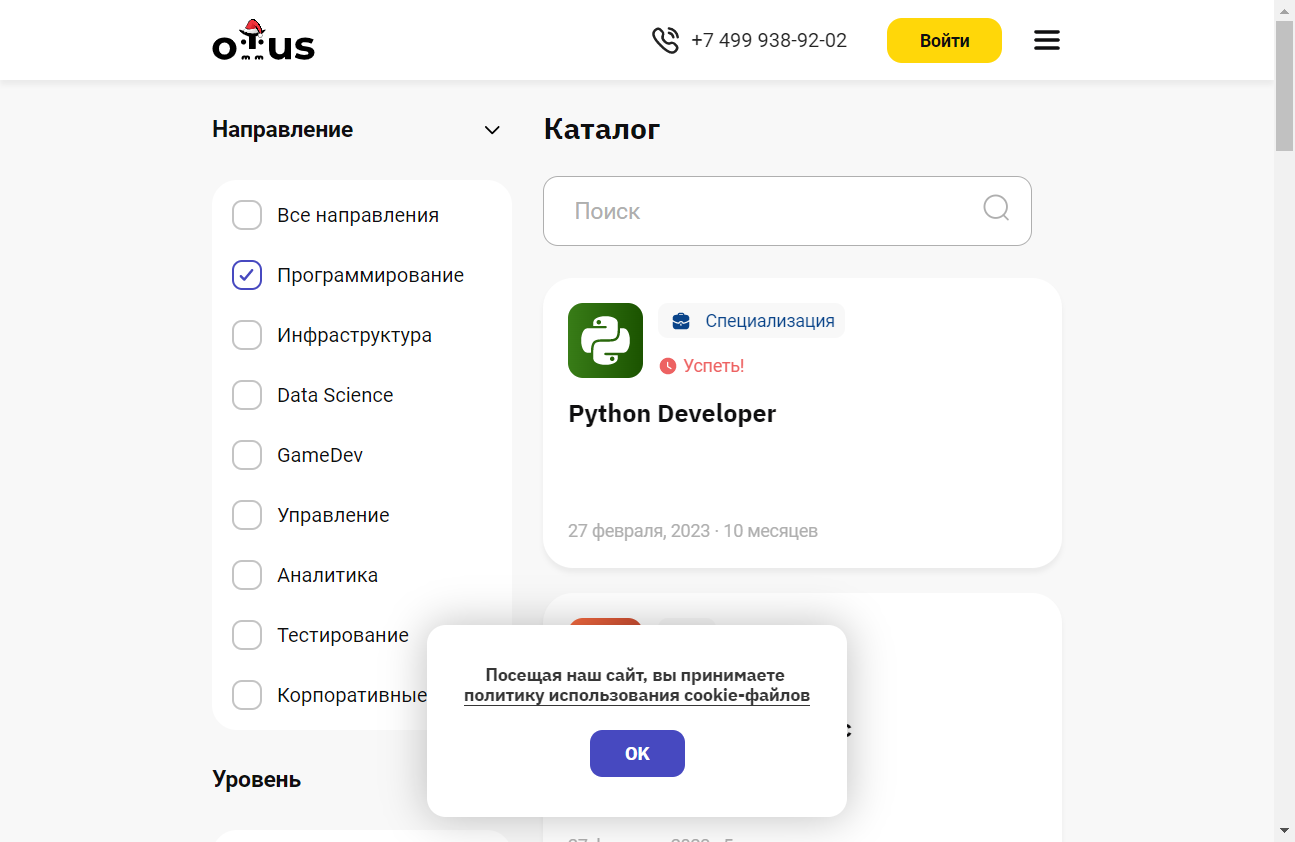 отus
+7 499 938-92-02
Войти
Направление
Все направления
Программирование
Инфраструктура
Data Science
GameDev
Управление
Аналитика
Тестирование
Корпоративные
Уровень
Каталог
Поиск
Специализация
Успеть!
Python Developer
27 февраля, 2023 · 10 месяцев
Посещая наш сайт, вы принимаете
политику использования cookie-файлов
OK